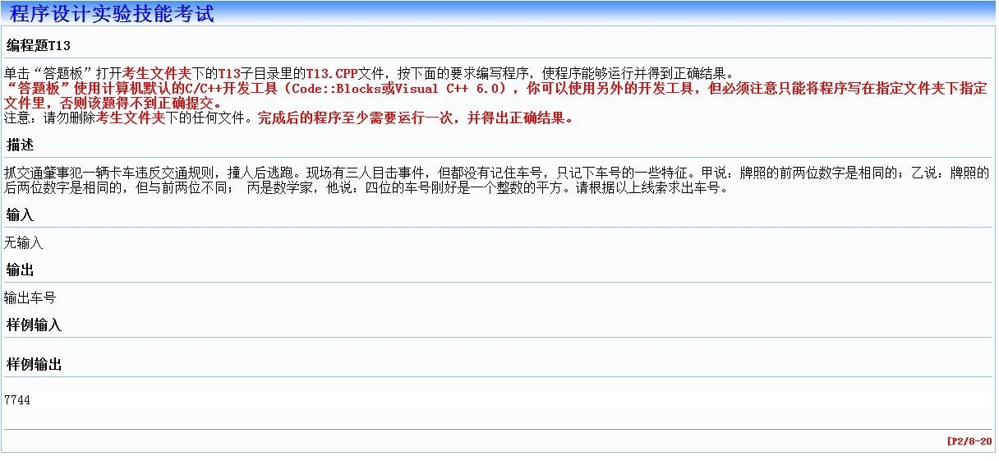 程序设计实验技能考试
编程题T13
单击“答题板”打开考生文件夹下的T13子目录里的T13.CPP文件，按下面的要求编写程序，使程序能够运行并得到正确结果。
“答题板”使用计算机默认的C/C++开发工具（Code::Blocks或Visual C++ 6.0），你可以使用另外的开发工具，但必须注意只能将程序写在指定文件夹下指定
文件里，否则该题得不到正确提交。
注意：请勿删除考生文件夹下的任何文件。完成后的程序至少需要运行一次，并得出正确结果。
描述
抓交通肇事犯一辆卡车违反交通规则，撞人后逃跑。现场有三人目击事件，但都没有记住车号，只记下车号的一些特征。甲说：牌照的前两位数字是相同的；乙说：牌照的
后两位数字是相同的，但与前两位不同； 丙是数学家，他说：四位的车号刚好是一个整数的平方。请根据以上线索求出车号。
输入
无输入
输出
输出车号
样例输入
样例输出
7744
[P2/8-20